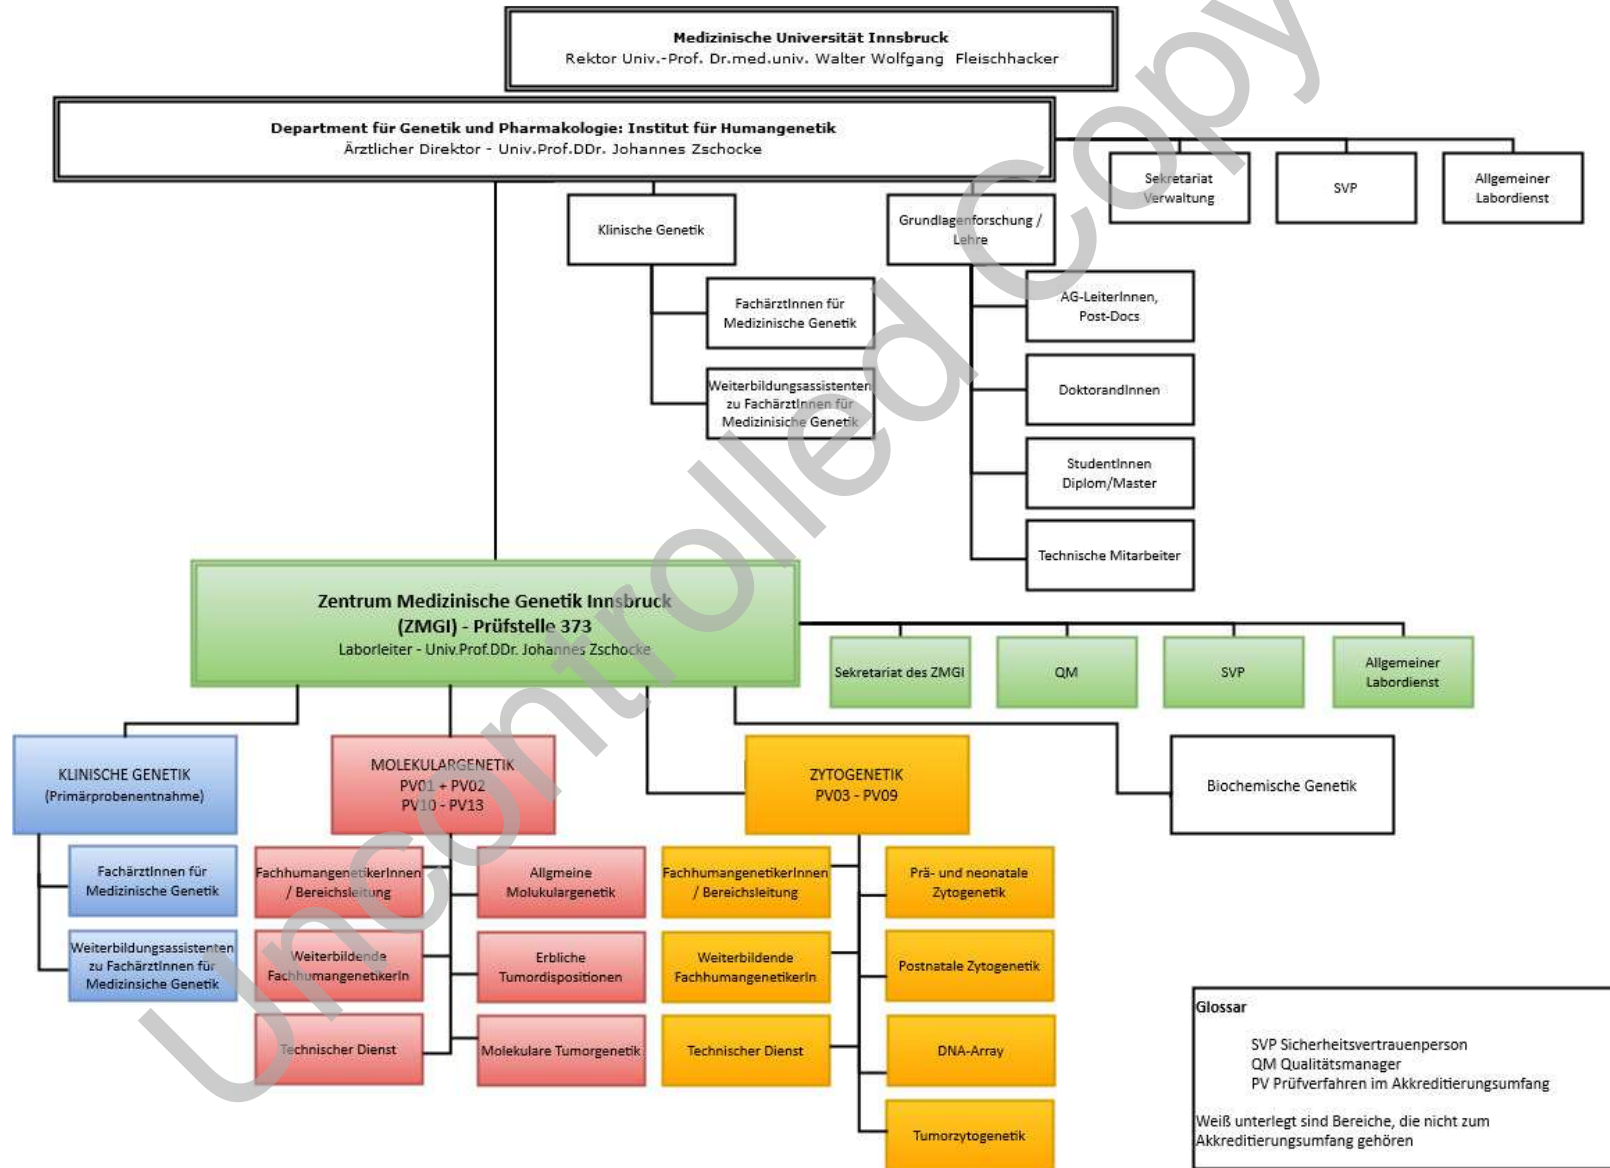 Medizinische Universität Innsbruck
Rektor Univ.-Prof. Dr.med.univ. Walter Wolfgang Fleischhacker
Department für Genetik und Pharmakologie: Institut für Humangenetik
Ärztlicher Direktor - Univ.Prof.DDr. Johannes Zschocke
Sekretariat
Verwaltung
SVP
Allgemeiner
Labordienst
Klinische Genetik
Grundlagenforschung /
Lehre
FachärztInnen für
Medizinische Genetik
Weiterbildungsassistenten
zu FachärztInnen für
Medizinisiche Genetik
AG-LeiterInnen,
Post-Docs
DoktorandInnen
StudentInnen
Diplom/Master
Technische Mitarbeiter
Zentrum Medizinische Genetik Innsbruck
(ZMGI) - Prüfstelle 373
Laborleiter - Univ.Prof.DDr. Johannes Zschocke
Sekretariat des ZMGI
QM
SVP
Allgemeiner
Labordienst
KLINISCHE GENETIK
(Primärprobenentnahme)
FachärztInnen für
Medizinische Genetik
Weiterbildungsassistenten
zu FachärztInnen für
Medizinsiche Genetik
MOLEKULARGENETIK
PV01 + PV02
PV10 - PV13
FachhumangenetikerInnen
/ Bereichsleitung
Weiterbildende
FachhumangenetikerIn
Technischer Dienst
Allgmeine
Molukulargenetik
Erbliche
Tumordispositionen
Molekulare Tumorgenetik
ZYTOGENETIK
PV03 - PV09
FachhumangenetikerInnen
/ Bereichsleitung
Weiterbildende
FachhumangenetikerIn
Technischer Dienst
Prä- und neonatale
Zytogenetik
Postnatale Zytogenetik
DNA-Array
Tumorzytogenetik
Biochemische Genetik
Glossar
SVP Sicherheitsvertrauenperson
QM Qualitätsmanager
PV Prüfverfahren im Akkreditierungsumfang
Weiß unterlegt sind Bereiche, die nicht zum
Akkreditierungsumfang gehören
Uncontrolled Copy